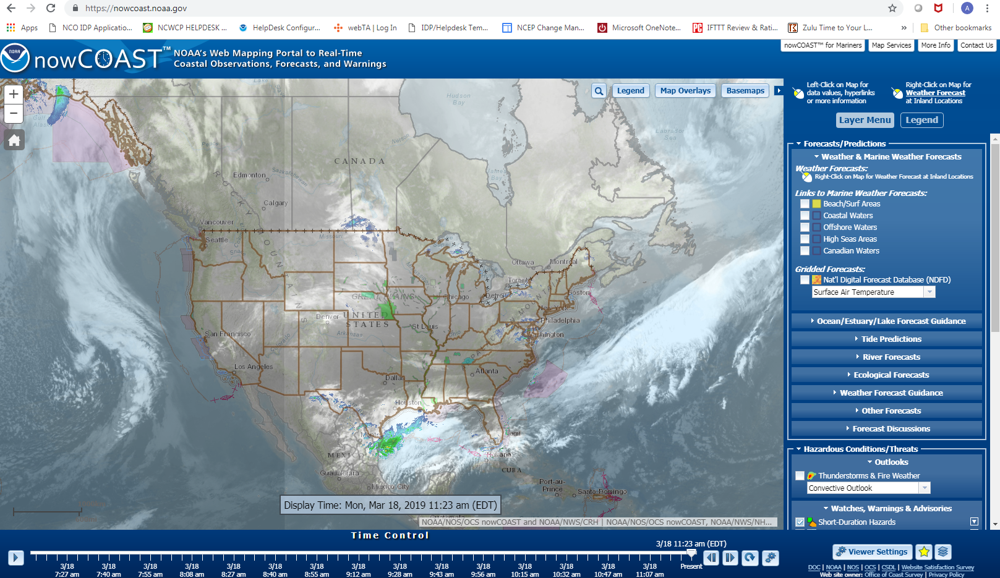 https://nowcoast.noaa.gov
A
Apps
NCO IDP Applicatio...
NCWCP HELPDESK ...
HelpDesk Configur...
webTA | Log In
IDP/Helpdesk Tem...
NCEP Change Man...
Microsoft OneNote...
IFTTT Review & Rati...
Zulu Time to Your L...
»
Other bookmarks
nowCOAST™ for Mariners
Map Services
More Info
Contact Us
NOAA
nowCOAST™
NOAA's Web Mapping Portal to Real-Time
Coastal Observations, Forecasts, and Warnings
+
−
Legend
Map Overlays
Basemaps
Left-Click on Map for
data values, hyperlinks
or more information
Right-Click on Map for
Weather Forecast
at Inland Locations
Layer Menu
Legend
Hudson
Bay
Labrador
Sea
Peace
Nelson
CANADA
Edmonton
Saskatchewan
James
Bay
ROCKY
Calgary
Vancouver
Seattle
Missouri
Ottawa
Montreal
Toronto
Boston
Detroit
Chicago
GREAT PLAINS
New York
Philadelphia
Denver
UNITED
STATES
St Louis
Ohio
San Francisco
Colorado
Arkansas
Los Angeles
Atlanta
Dallas
Houston
MEXICO
Havana
CUBA
Guadalajara
Mexico City
Port-au-
Prince
Santo Domingo
Guatemala
Display Time: Mon, Mar 18, 2019 11:23 am (EDT)
NOAA/NOS/OCS nowCOAST and NOAA/NWS/CRH | NOAA/NOS/OCS nowCOAST, NOAA/NWS/NH...
Forecasts/Predictions
Weather & Marine Weather Forecasts
Weather Forecasts:
Right-Click on Map for Weather Forecast at Inland Locations
Links to Marine Weather Forecasts:
Beach/Surf Areas
Coastal Waters
Offshore Waters
High Seas Areas
Canadian Waters
Gridded Forecasts:
Nat'l Digital Forecast Database (NDFD)
Surface Air Temperature
Ocean/Estuary/Lake Forecast Guidance
Tide Predictions
River Forecasts
Ecological Forecasts
Weather Forecast Guidance
Other Forecasts
Forecast Discussions
Hazardous Conditions/Threats
Outlooks
Thunderstorms & Fire Weather
Convective Outlook
Watches, Warnings & Advisories
Short-Duration Hazards
Time Control
3/18 11:23 am (EDT)
3/18 3/18 3/18 3/18 3/18 3/18 3/18 3/18 3/18 3/18 3/18 3/18 3/18 3/18 3/18 Present
7:27 am 7:40 am 7:55 am 8:08 am 8:27 am 8:40 am 8:55 am 9:12 am 9:28 am 9:43 am 9:56 am 10:15 am 10:32 am 10:47 am 11:07 am
Viewer Settings
DOC | NOAA | NOS | OCS | CSDL | Website Satisfaction Survey
Web site owner: Office of Coast Survey | Privacy Policy